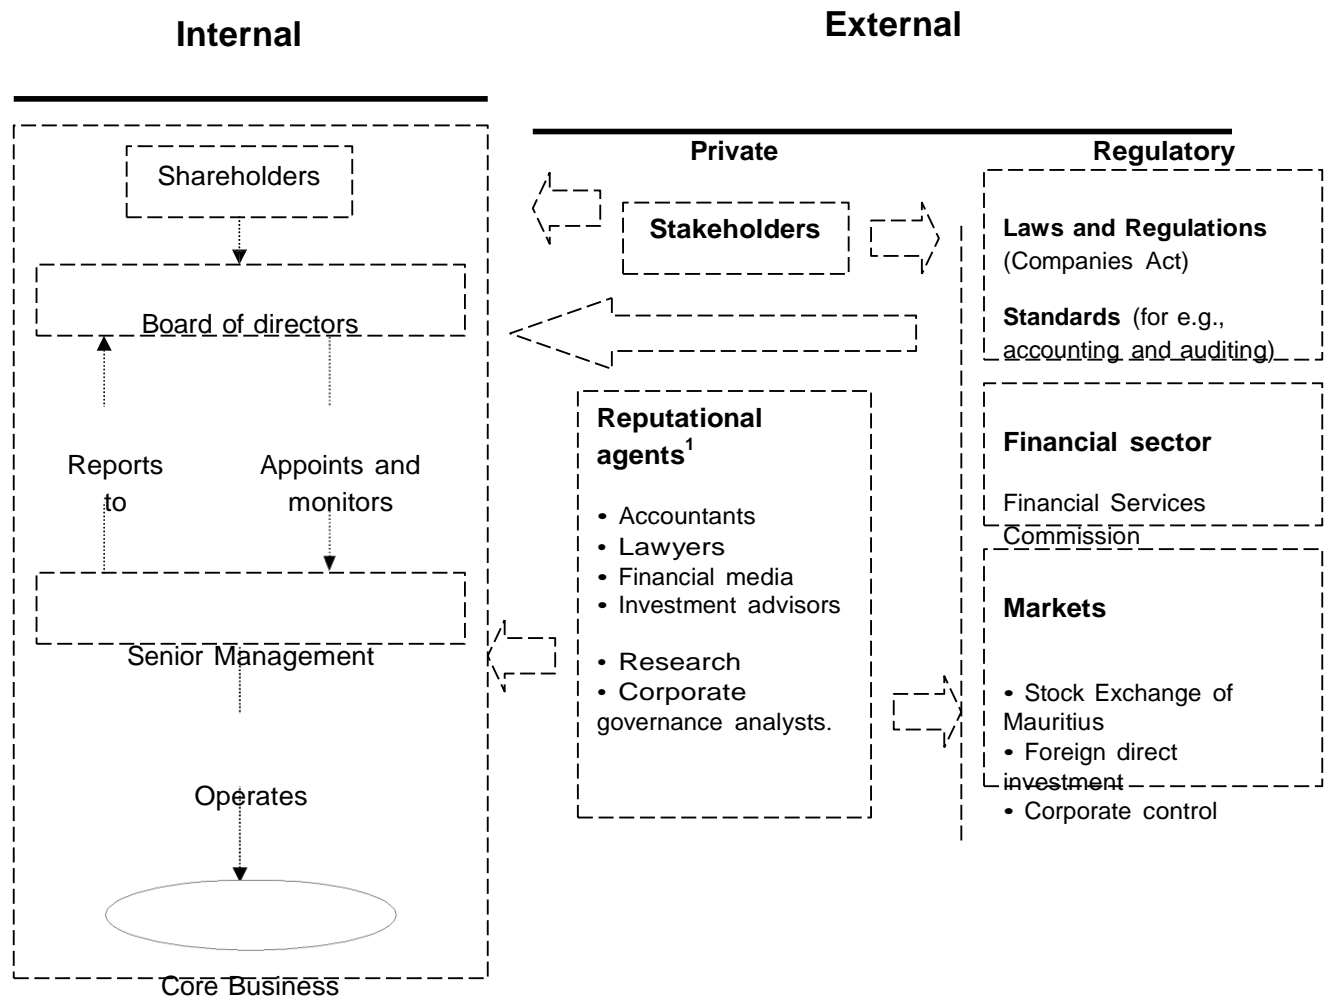 Internal
External
Shareholders
Board of directors
Reports
to
Appoints and
monitors
Senior Management
Operates
Core Business
Private
Stakeholders
Reputational
agents¹
• Accountants
• Lawyers
• Financial media
• Investment advisors
• Research
• Corporate
governance analysts.
Regulatory
Laws and Regulations
(Companies Act)
Standards (for e.g.,
accounting and auditing)
Financial sector
Financial Services
Commission
Markets
• Stock Exchange of
Mauritius
• Foreign direct
investment
• Corporate control